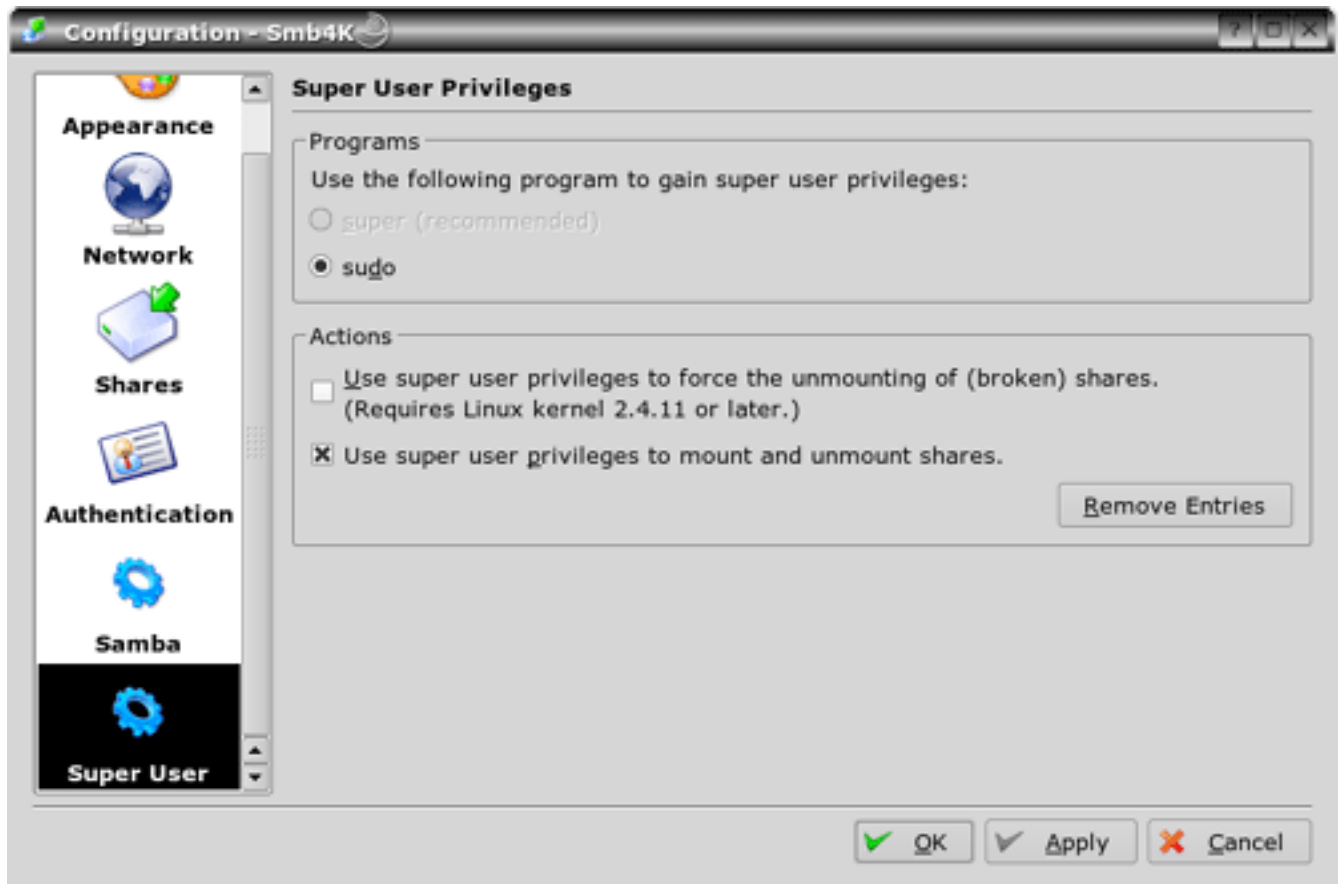 Configuration - Smb4K
Appearance
Network
Shares
Authentication
Samba
Super User
Super User Privileges
Programs
Use the following program to gain super user privileges:
super (recommended)
sudo
Actions
Use super user privileges to force the unmounting of (broken) shares.
(Requires Linux kernel 2.4.11 or later.)
Use super user privileges to mount and unmount shares.
Remove Entries
OK
Apply
Cancel